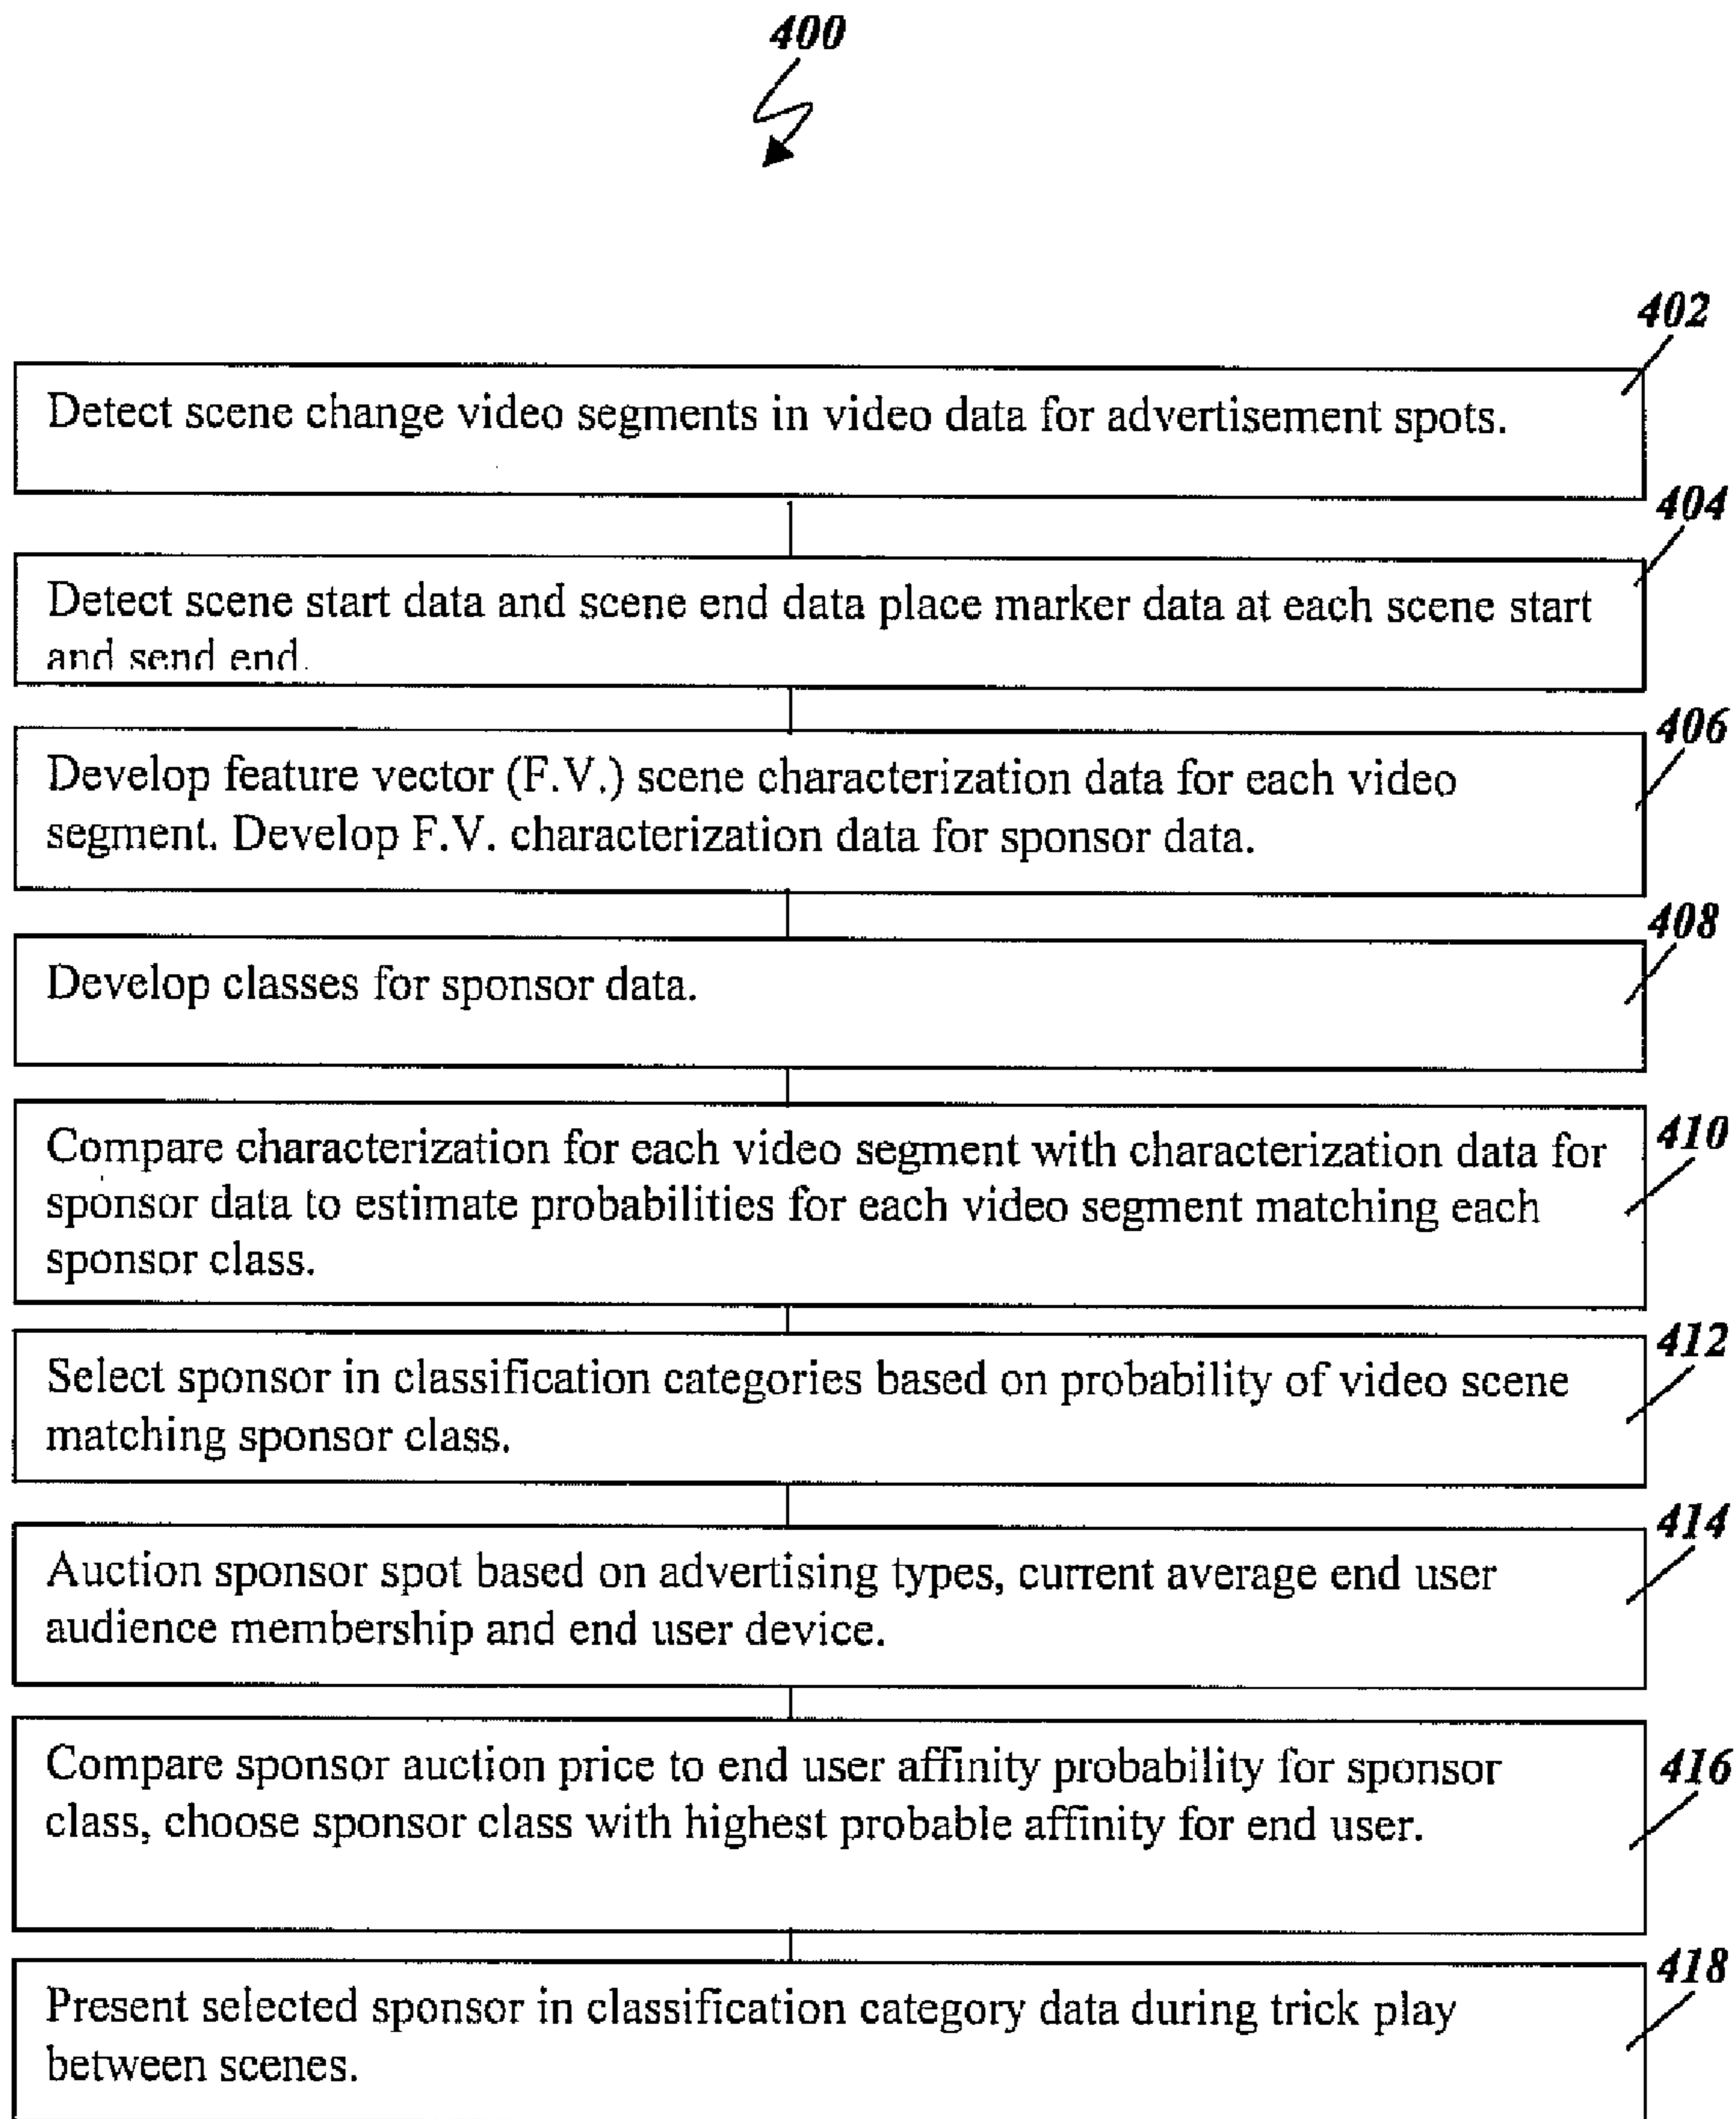 400
402
Detect scene change video segments in video data for advertisement spots.
404
Detect scene start data and scene end data place marker data at each scene start
and send end.
406
Develop feature vector (F.V.) scene characterization data for each video
segment. Develop F.V. characterization data for sponsor data.
408
Develop classes for sponsor data.
410
Compare characterization for each video segment with characterization data for
sponsor data to estimate probabilities for each video segment matching each
sponsor class.
412
Select sponsor in classification categories based on probability of video scene
matching sponsor class.
414
Auction sponsor spot based on advertising types, current average end user
audience membership and end user device.
416
Compare sponsor auction price to end user affinity probability for sponsor
class, choose sponsor class with highest probable affinity for end user.
418
Present selected sponsor in classification category data during trick play
between scenes.